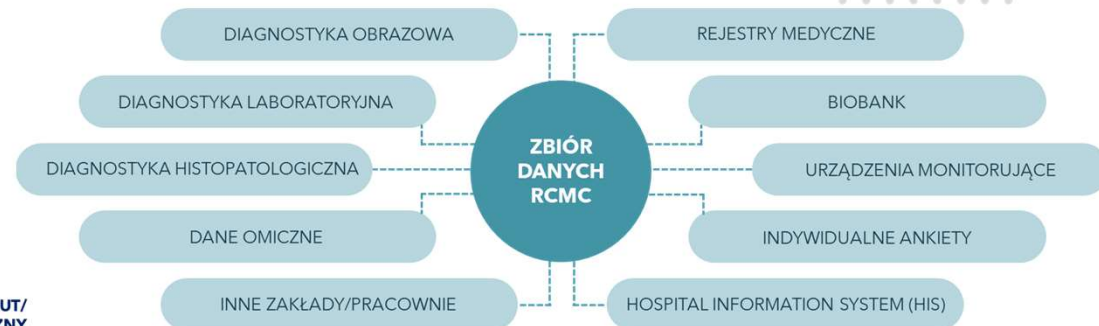 DIAGNOSTYKA OBRAZOWA
REJESTRY MEDYCZNE
DIAGNOSTYKA LABORATORYJNA
BIOBANK
ZBIÓR
DANYCH
RCMC
DIAGNOSTYKA HISTOPATOLOGICZNA
URZĄDZENIA MONITORUJĄCE
DANE OMICZNE
INDYWIDUALNE ANKIETY
INNE ZAKŁADY/PRACOWNIE
HOSPITAL INFORMATION SYSTEM (HIS)
UT/